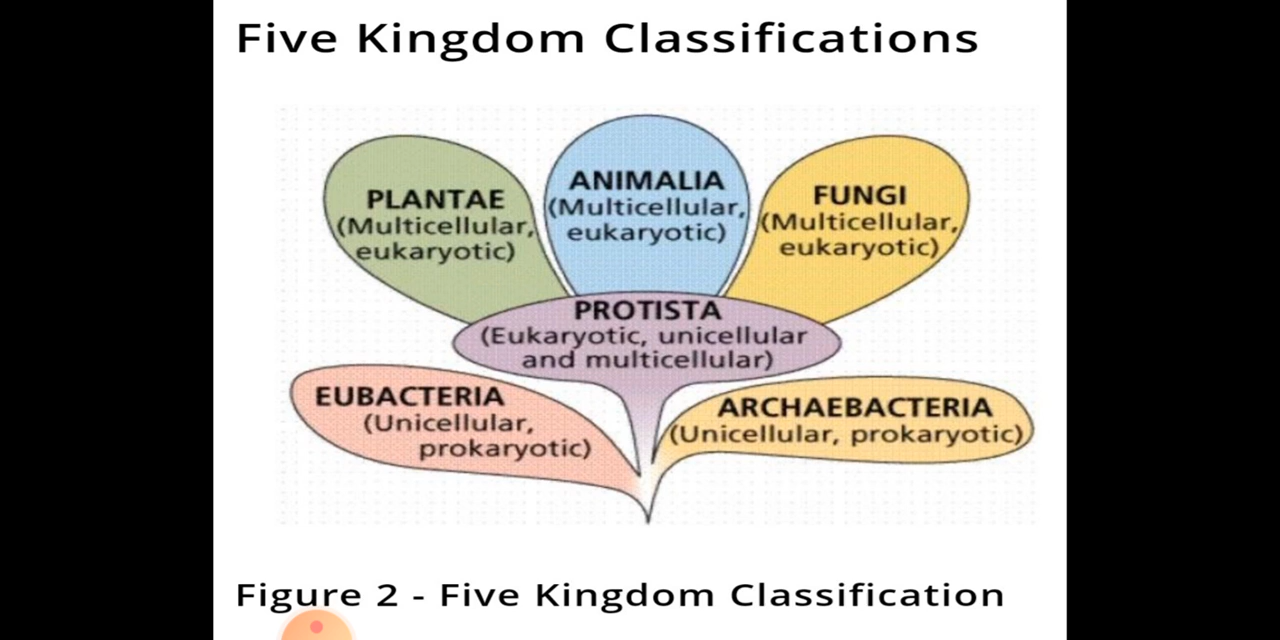 Five Kingdom Classifications
PLANTAE
(Multicellular,
eukaryotic)
ANIMALIA
(Multicellular,
eukaryotic)
FUNGI
(Multicellular,
eukaryotic)
PROTISTA
(Eukaryotic, unicellular
and multicellular)
EUBACTERIA
(Unicellular,
prokaryotic)
ARCHAEBACTERIA
(Unicellular, prokaryotic)
Figure 2 - Five Kingdom Classification